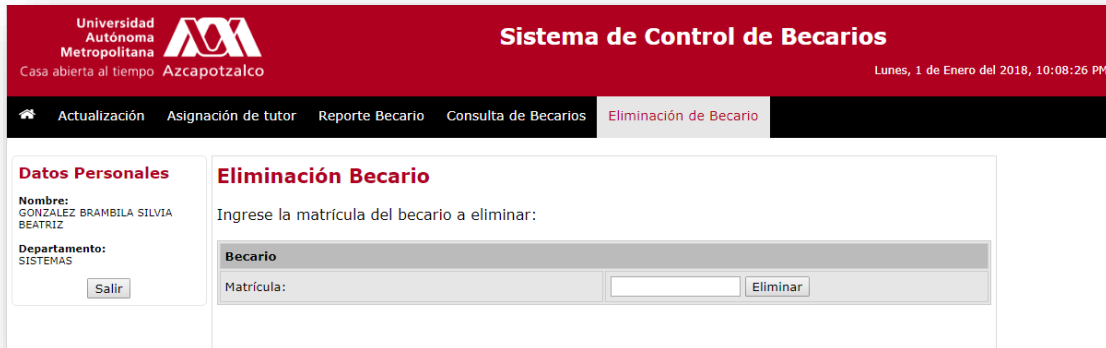 Universidad
Autónoma
Metropolitana
Casa abierta al tiempo Azcapotzalco
Sistema de Control de Becarios
Lunes, 1 de Enero del 2018, 10:08:26 PM
Actualización Asignación de tutor Reporte Becario Consulta de Becarios Eliminación de Becario
Datos Personales
Nombre:
GONZALEZ BRAMBILA SILVIA
BEATRIZ
Departamento:
SISTEMAS
Salir
Eliminación Becario
Ingrese la matrícula del becario a eliminar:
Becario
Matrícula: Eliminar